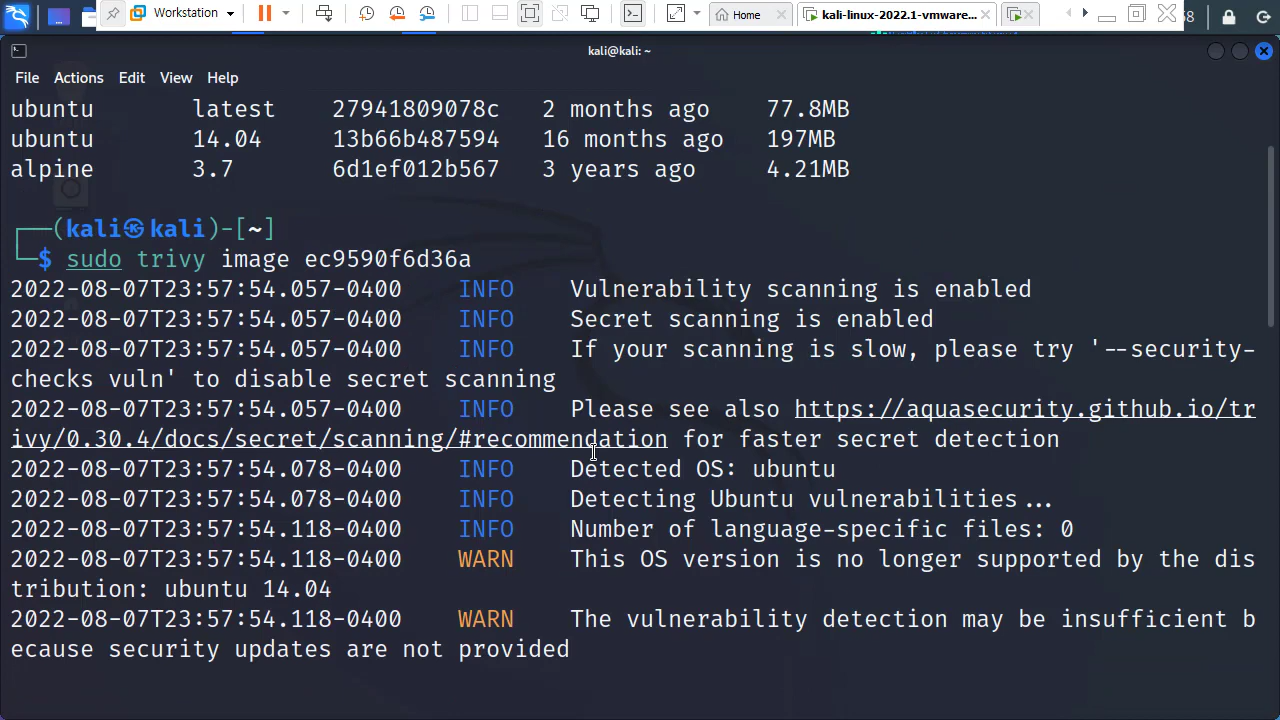 Workstation
Home
kali-linux-2022.1-vmware...
58
kali@kali: ~
File Actions Edit View Help
ubuntu latest 27941809078c 2 months ago 77.8MB
ubuntu 14.04 13b66b487594 16 months ago 197MB
alpine 3.7 6d1ef012b567 3 years ago 4.21MB
┌──(kali㉿kali)-[~]
└─$ sudo trivy image ec9590f6d36a
2022-08-07T23:57:54.057-0400 INFO Vulnerability scanning is enabled
2022-08-07T23:57:54.057-0400 INFO Secret scanning is enabled
2022-08-07T23:57:54.057-0400 INFO If your scanning is slow, please try '--security-
checks vuln' to disable secret scanning
2022-08-07T23:57:54.057-0400 INFO Please see also https://aquasecurity.github.io/tr
ivy/0.30.4/docs/secret/scanning/#recommendation for faster secret detection
2022-08-07T23:57:54.078-0400 INFO Detected OS: ubuntu
2022-08-07T23:57:54.078-0400 INFO Detecting Ubuntu vulnerabilities...
2022-08-07T23:57:54.118-0400 INFO Number of language-specific files: 0
2022-08-07T23:57:54.118-0400 WARN This OS version is no longer supported by the dis
tribution: ubuntu 14.04
2022-08-07T23:57:54.118-0400 WARN The vulnerability detection may be insufficient b
ecause security updates are not provided